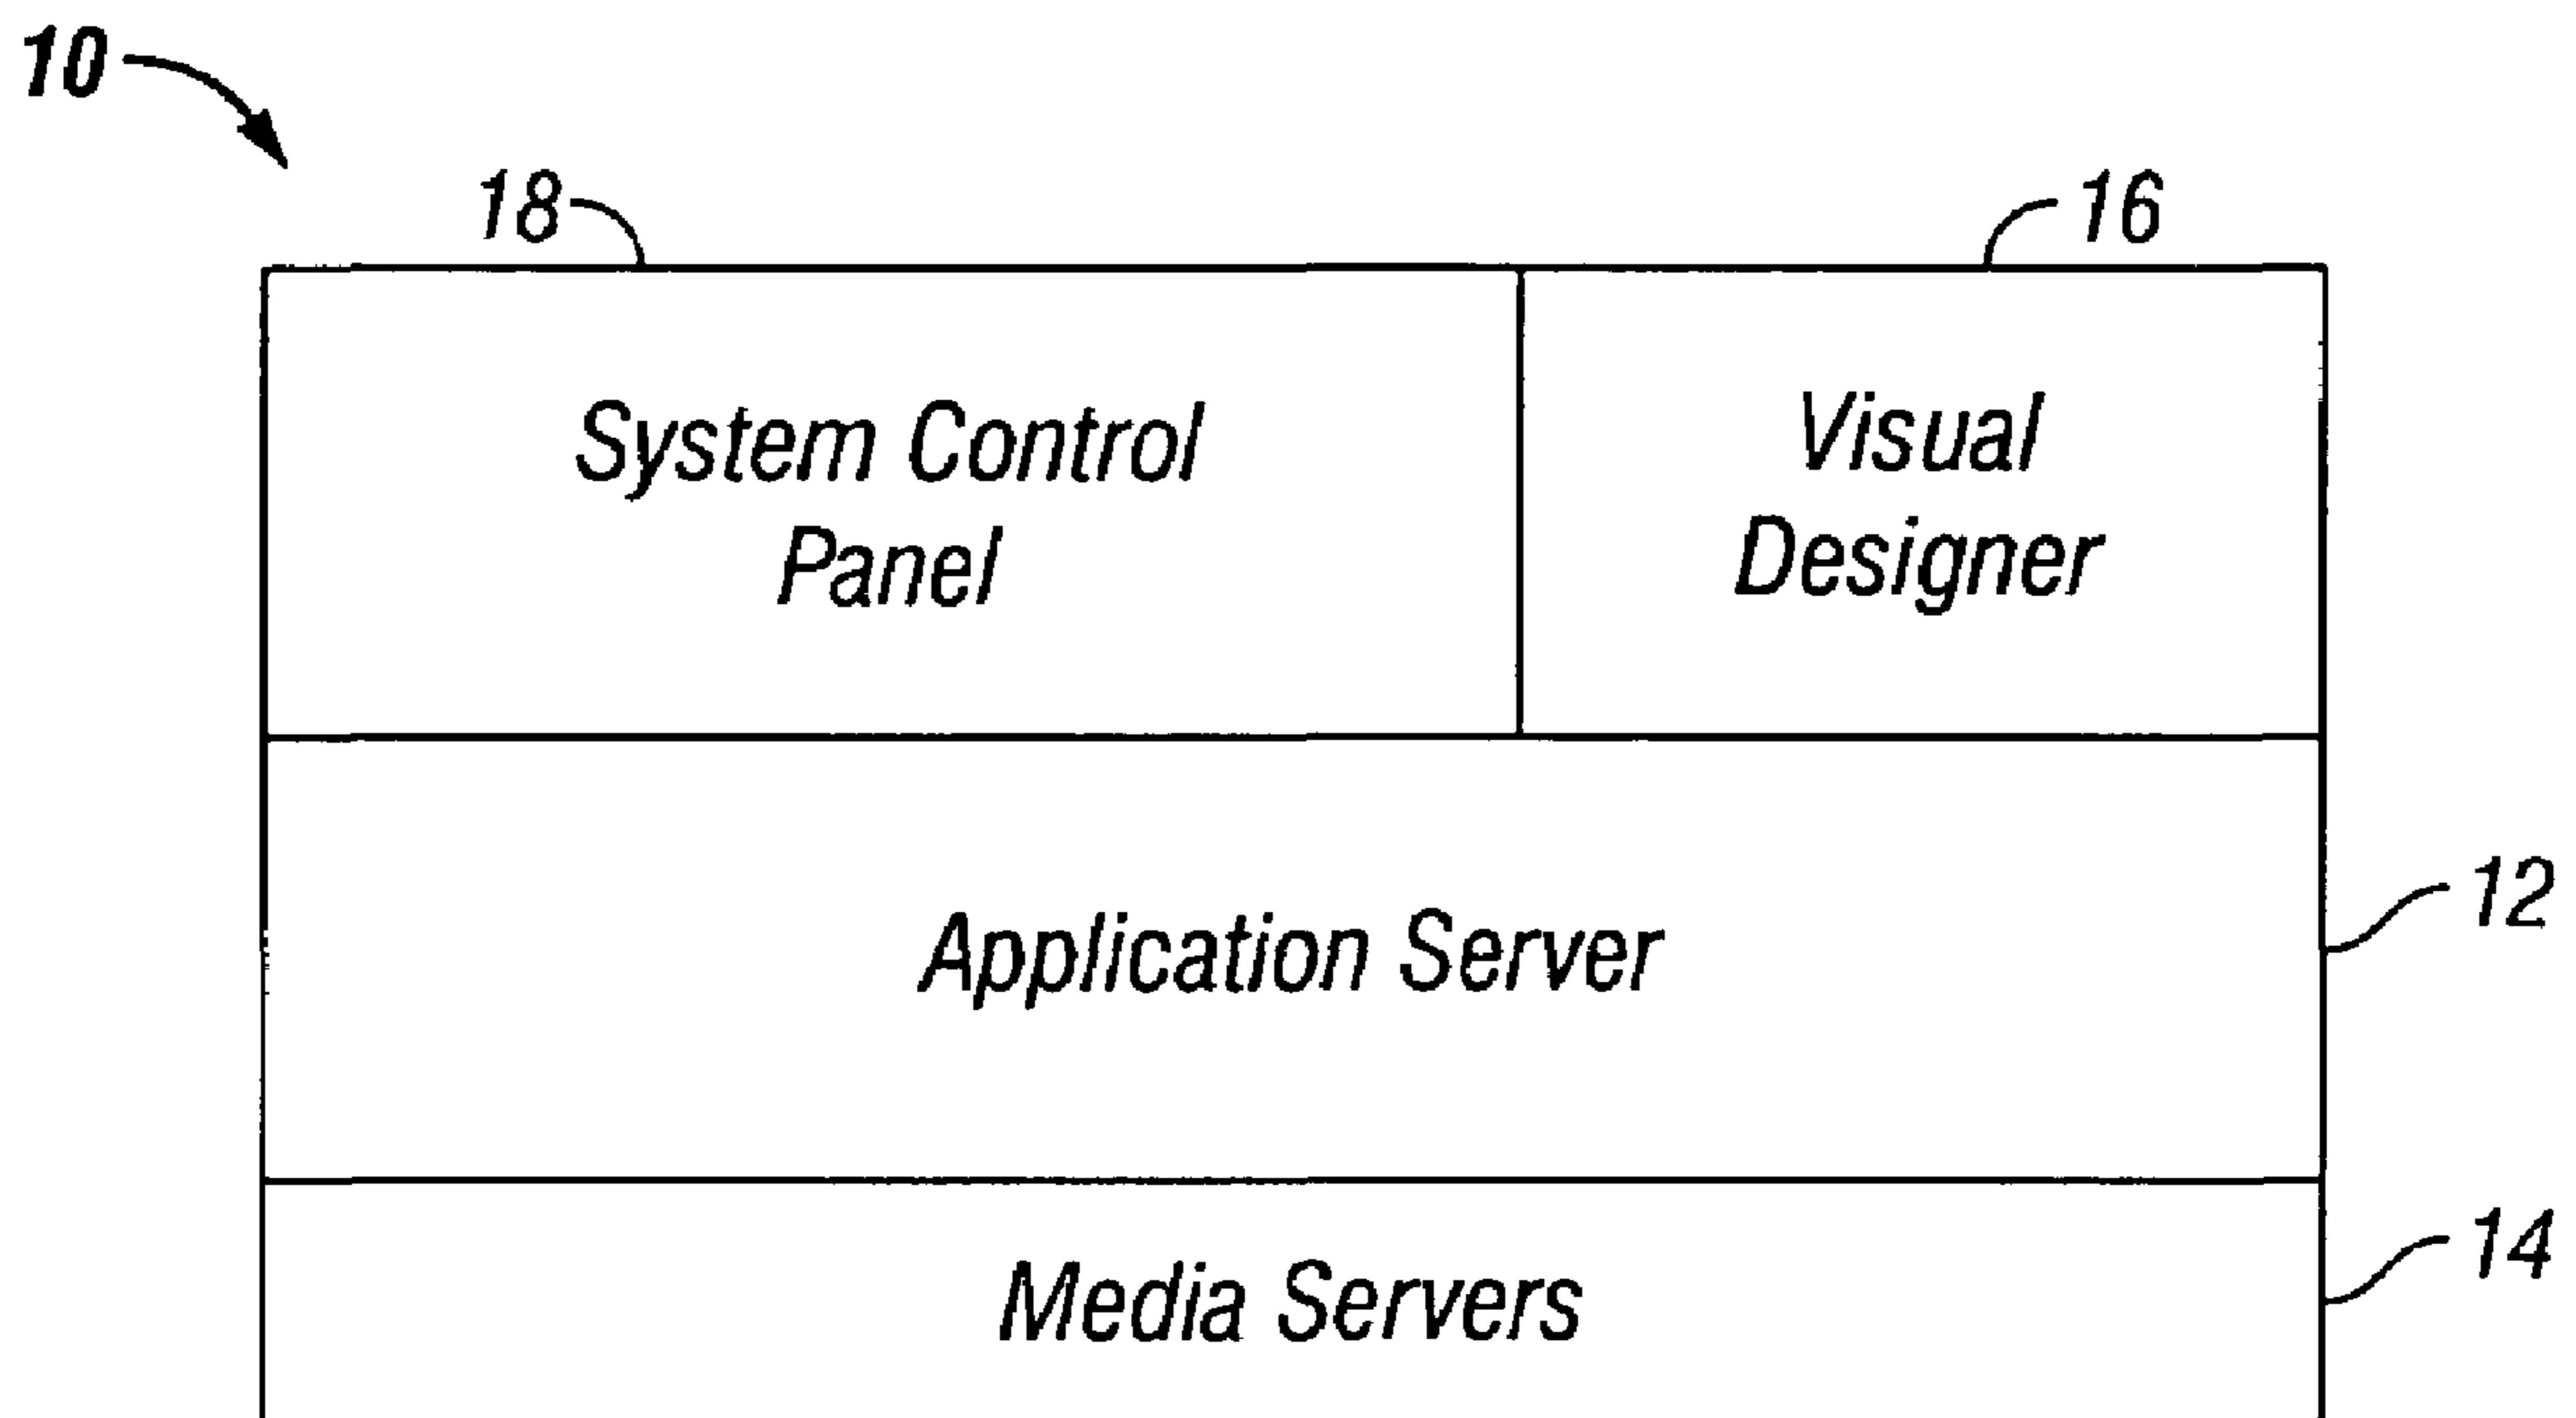 10
18
16
System Control
Panel
Visual
Designer
Application Server
12
Media Servers
14